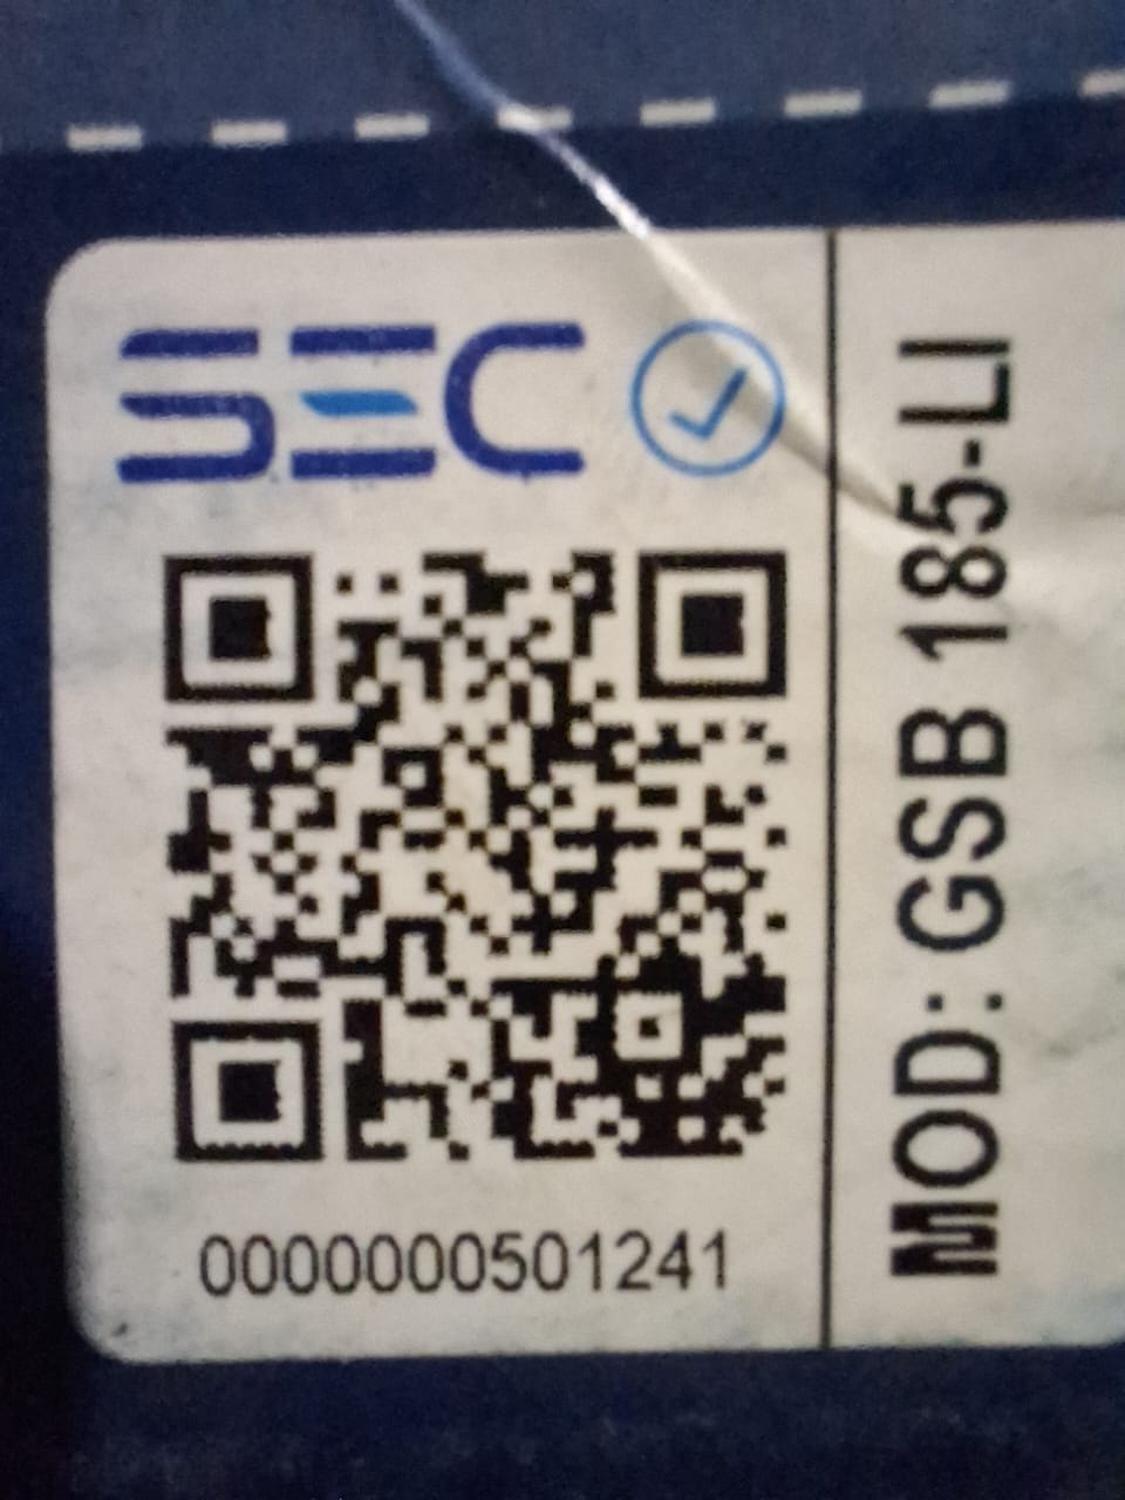 SEC
0000000501241
MOD: GSB 185-LI